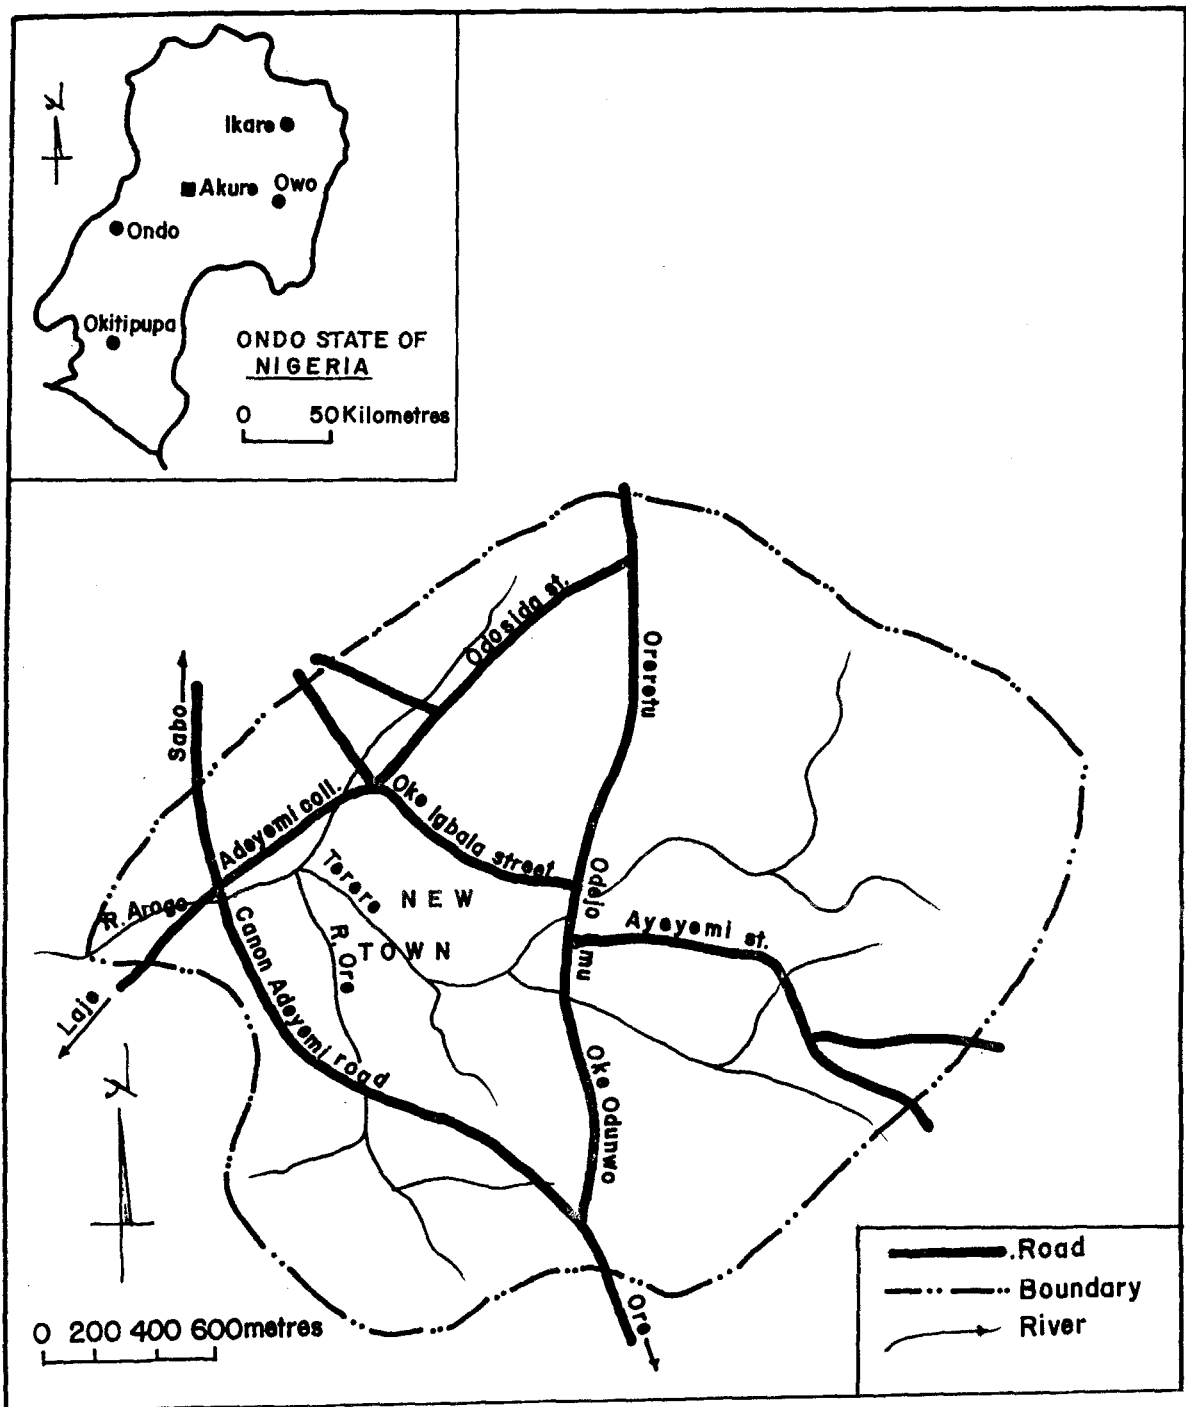 Ikare
Akure
Owo
Ondo
Okitipupa
ONDO STATE OF
NIGERIA
0 50 Kilometres
Odosida st.
Oreretu
Sabo
Adeyemi coll.
Oke Igbala street
R. Arogo
Terere
NEW
TOWN
Odojo
mu
Ayeyemi st.
R. Ore
Canon Adeyemi road
Laje
Oke Odunwo
Ore
Road
Boundary
River
0 200 400 600 metres